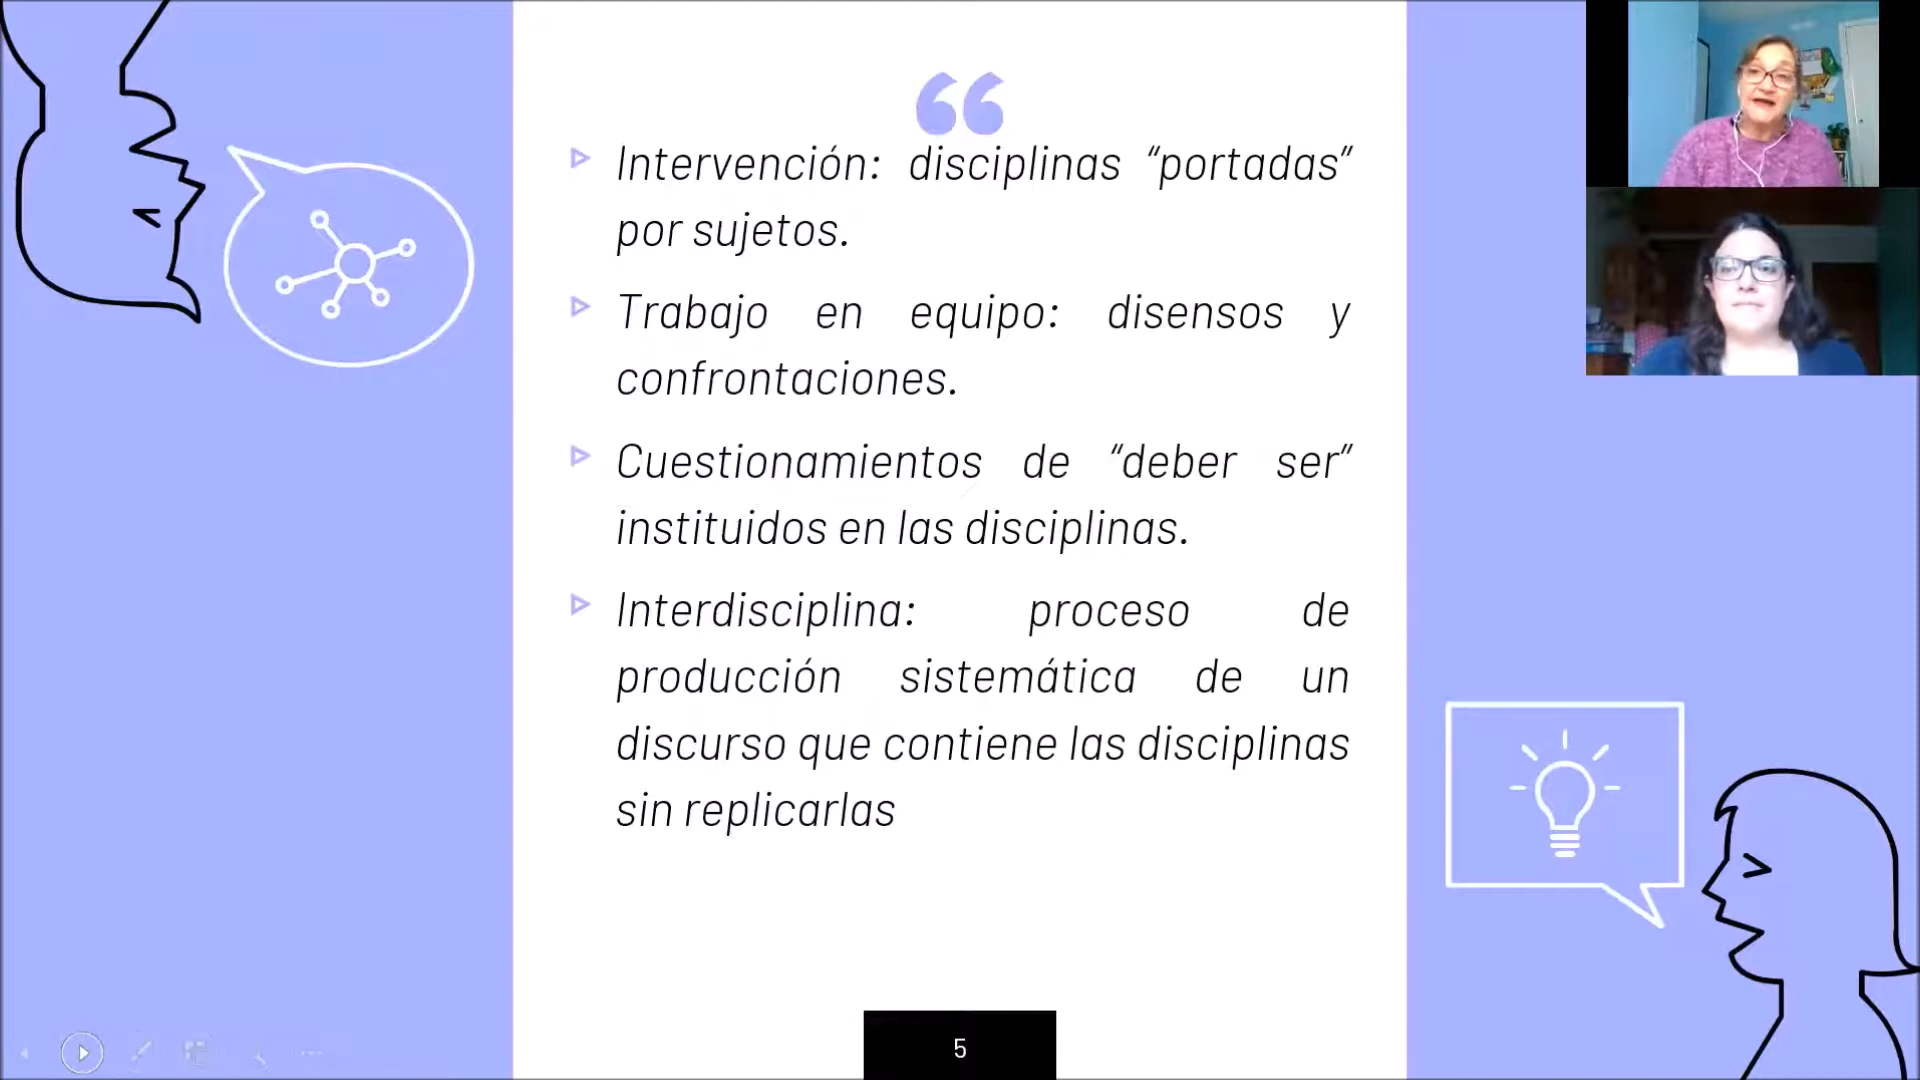 “
Intervención: disciplinas “portadas”
por sujetos.
Trabajo en equipo: disensos y
confrontaciones.
Cuestionamientos de “deber ser”
instituidos en las disciplinas.
Interdisciplina: proceso de
producción sistemática de un
discurso que contiene las disciplinas
sin replicarlas
5